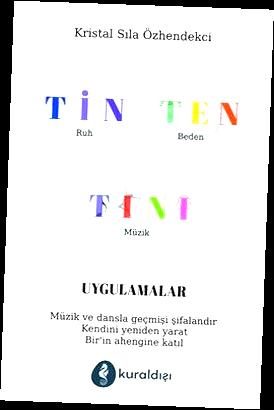 Kristal Sıla Özhendekci
TİN TEN
Ruh Beden
TINI
Müzik
UYGULAMALAR
Müzik ve dansla geçmişi şifalandır
Kendini yeniden yarat
Bir'in ahengine katıl
kuraldışı